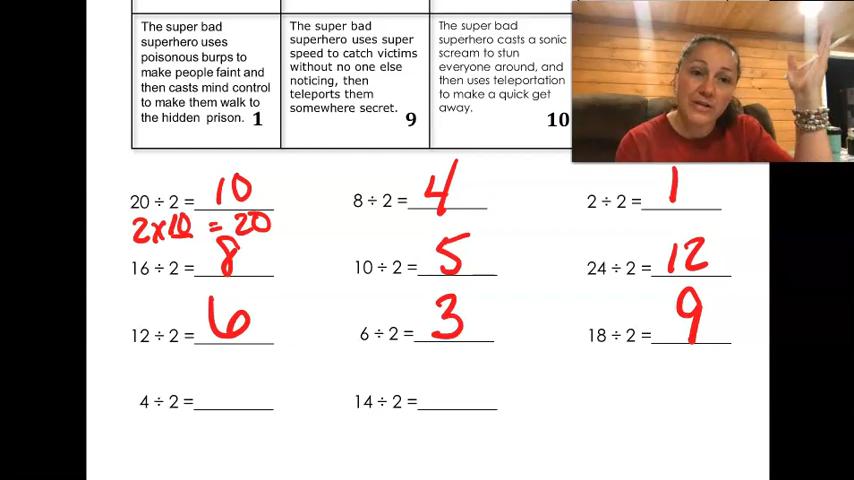 The super bad
superhero uses
poisonous burps to
make people faint and
then casts mind control
to make them walk to
the hidden prison. 1
The super bad
superhero uses super
speed to catch victims
without no one else
noticing, then
teleports them
somewhere secret.
9
The super bad
superhero casts a sonic
scream to stun
everyone around, and
then uses teleportation
to make a quick get
away.
10
20 ÷ 2 = 10
8 ÷ 2 = 4
2 ÷ 2 = 1
2x10 = 20
16 ÷ 2 = 8
10 ÷ 2 = 5
24 ÷ 2 = 12
12 ÷ 2 = 6
6 ÷ 2 = 3
18 ÷ 2 = 9
4 ÷ 2 =
14 ÷ 2 =